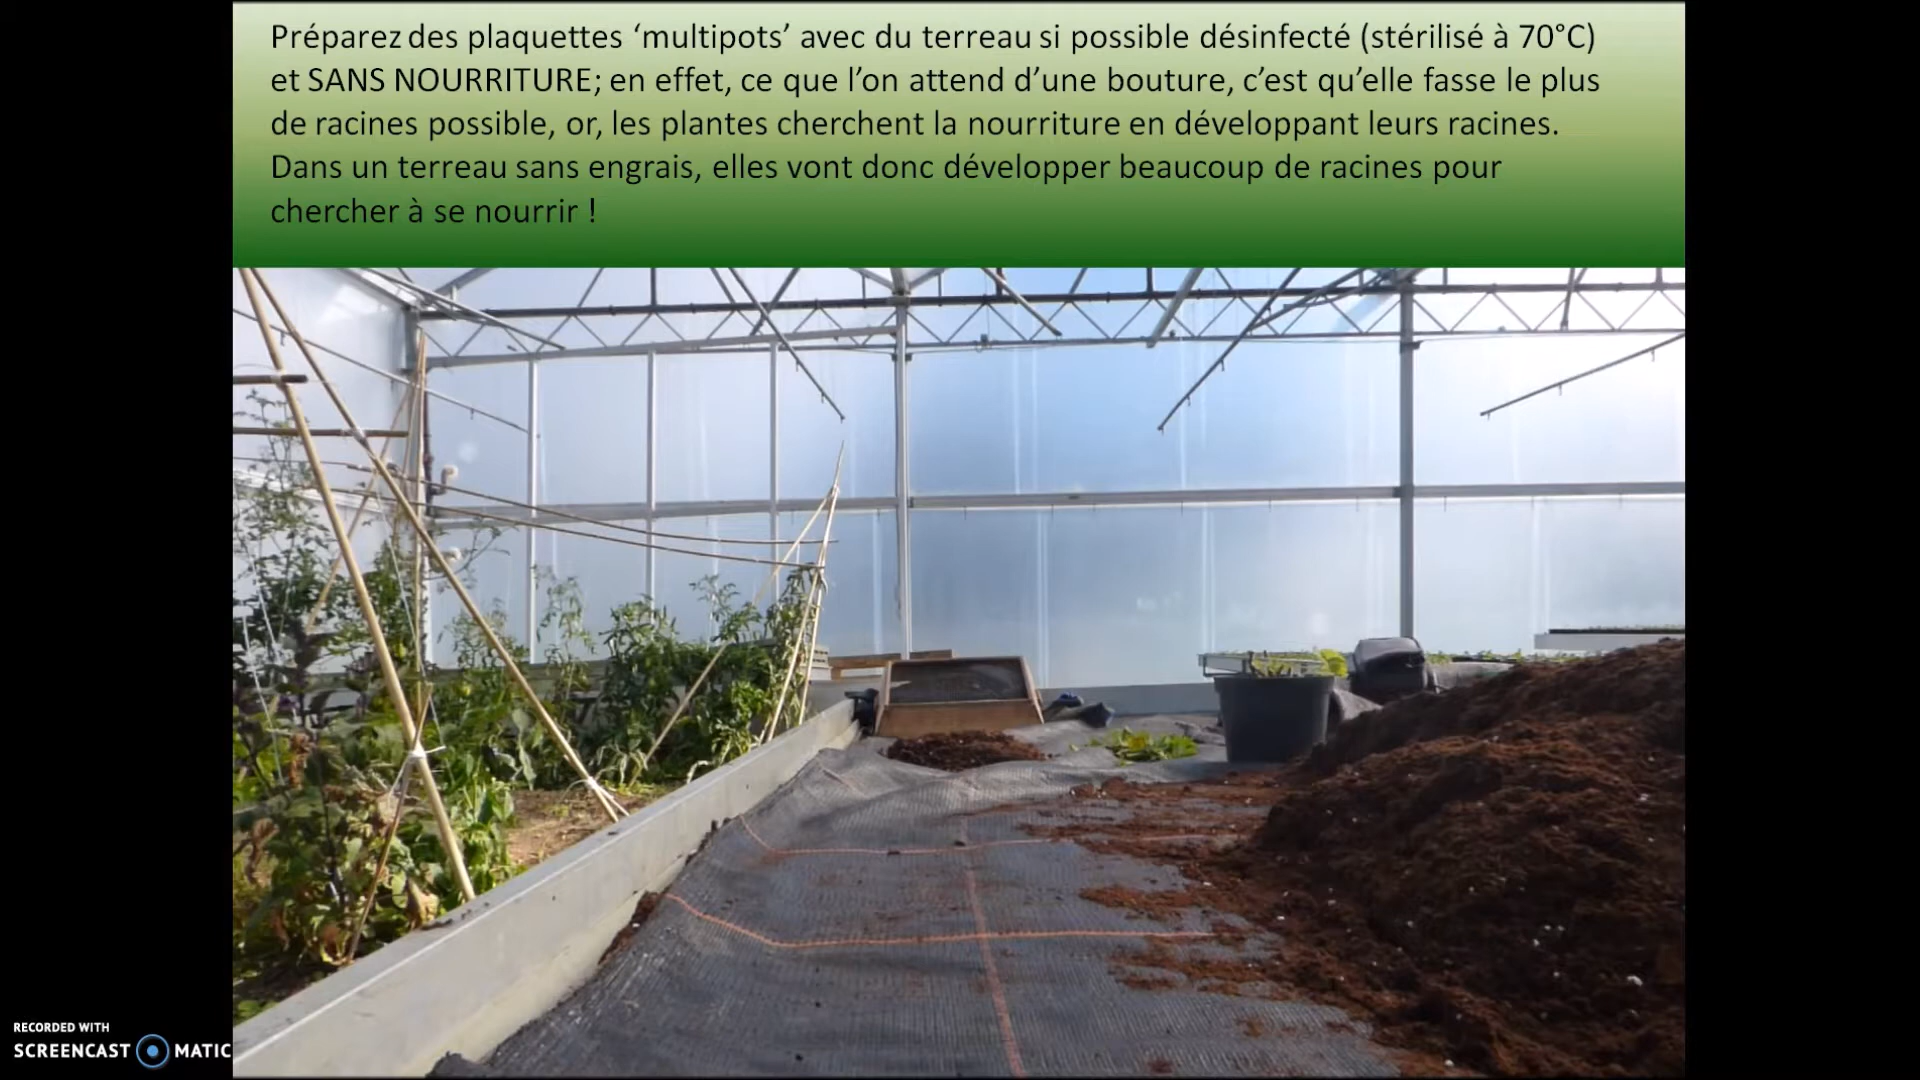 Préparez des plaquettes ‘multipots’ avec du terreau si possible désinfecté (stérilisé à 70°C)
et SANS NOURRITURE; en effet, ce que l’on attend d’une bouture, c’est qu’elle fasse le plus
de racines possible, or, les plantes cherchent la nourriture en développant leurs racines.
Dans un terreau sans engrais, elles vont donc développer beaucoup de racines pour
chercher à se nourrir !
RECORDED WITH
SCREENCAST MATIC